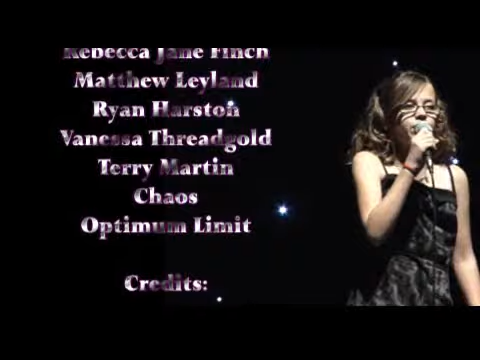 Rebecca Jane Finch
Matthew Leyland
Ryan Harston
Vanessa Threadgold
Terry Martin
Chaos
Optimum Limit
Credits: